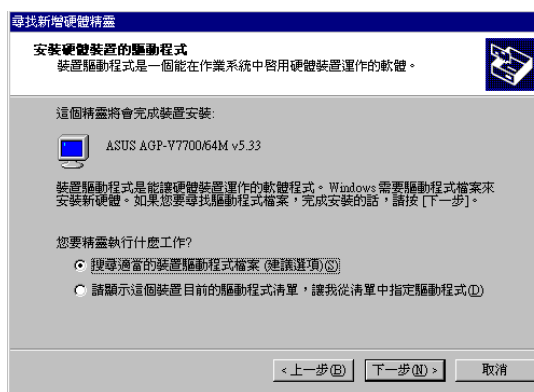 尋找新增硬體精靈
安裝硬體裝置的驅動程式
裝置驅動程式是一個能在作業系統中啓用硬體裝置運作的軟體。
這個精靈將會完成裝置安裝:
ASUS AGP-V7700/64M v5.33
裝置驅動程式是能讓硬體裝置運作的軟體程式。Windows 需要驅動程式檔案來
安裝新硬體。如果您要尋找驅動程式檔案，完成安裝的話，請按 [下一步]。
您要精靈執行什麼工作?
搜尋適當的裝置驅動程式檔案 (建議選項)(S)
請顯示這個裝置目前的驅動程式清單，讓我從清單中指定驅動程式(D)
<上一步(B) 下一步(N)> 取消